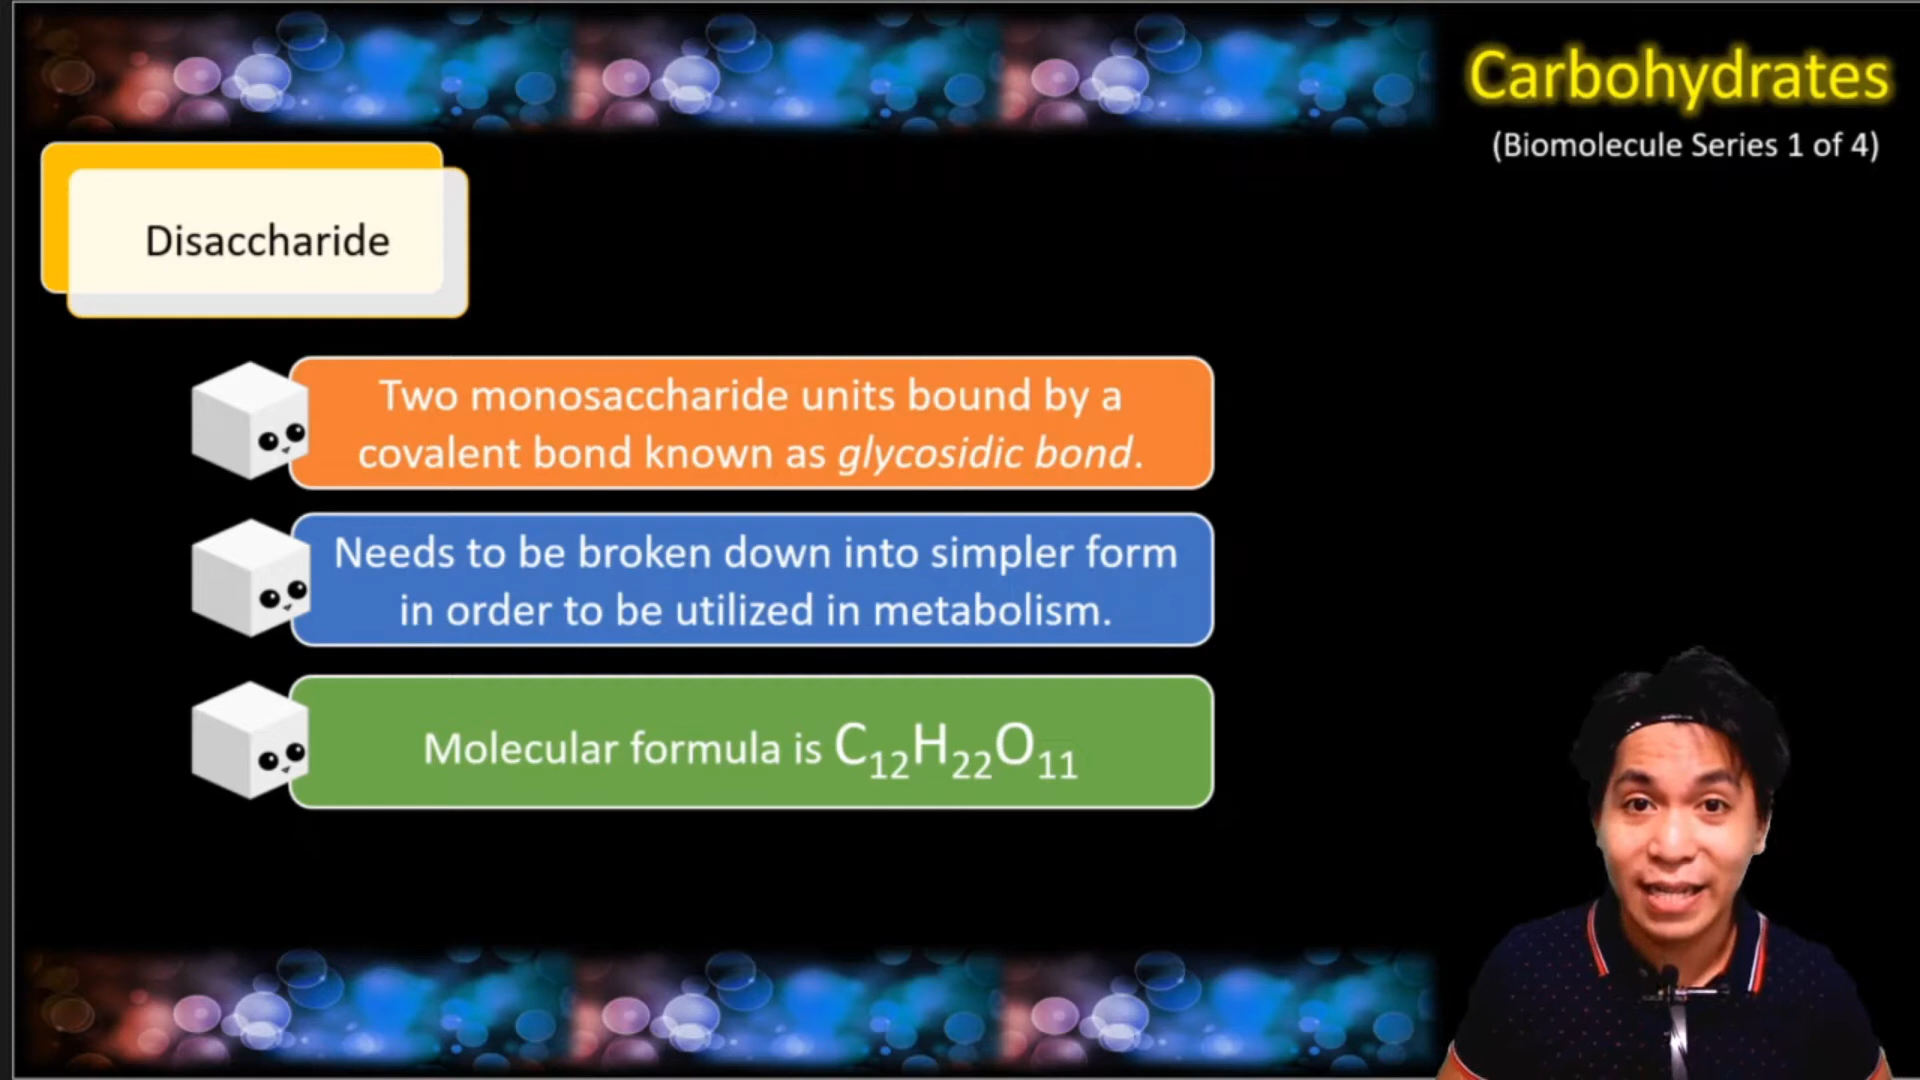 Carbohydrates
(Biomolecule Series 1 of 4)
Disaccharide
Two monosaccharide units bound by a
covalent bond known as glycosidic bond.
Needs to be broken down into simpler form
in order to be utilized in metabolism.
Molecular formula is C₁₂H₂₂O₁₁